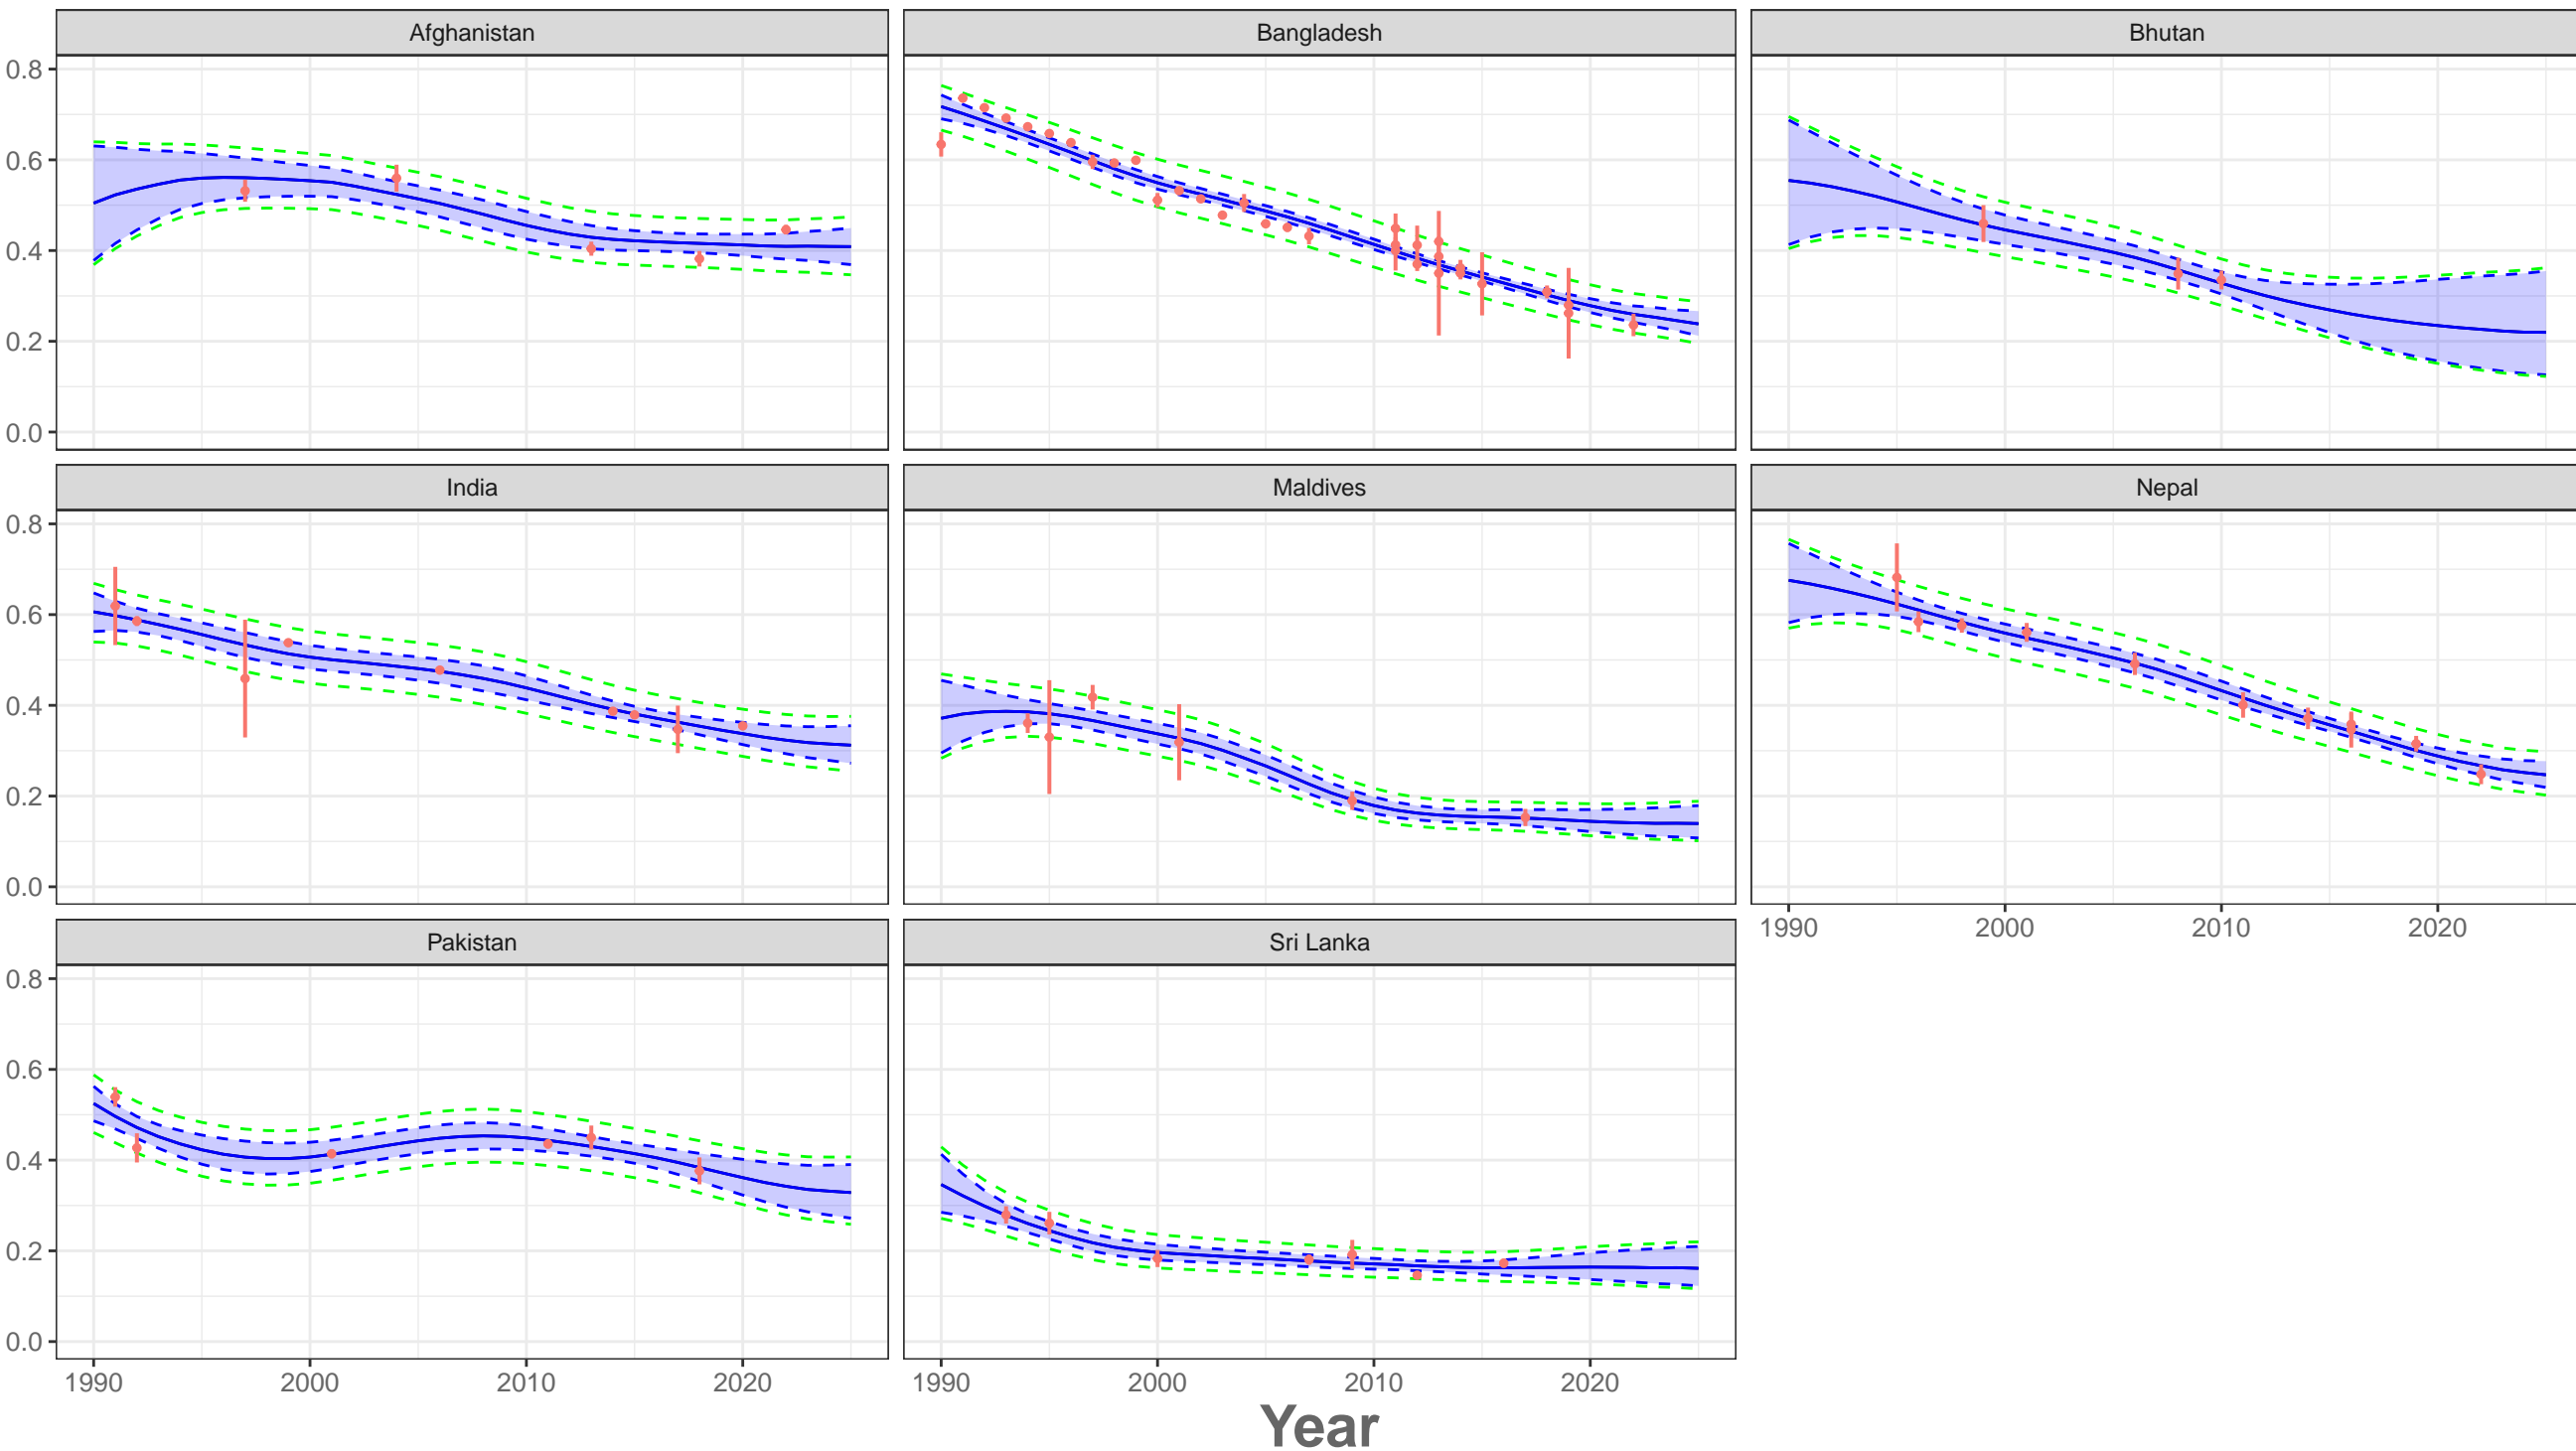 Afghanistan Bangladesh Bhutan
0.8
0.6
0.4
0.2
0.0
India Maldives Nepal
0.8
0.6
0.4
0.2
0.0
1990 2000 2010 2020
Pakistan Sri Lanka
0.8
0.6
0.4
0.2
0.0
1990 2000 2010 2020 1990 2000 2010 2020
Year